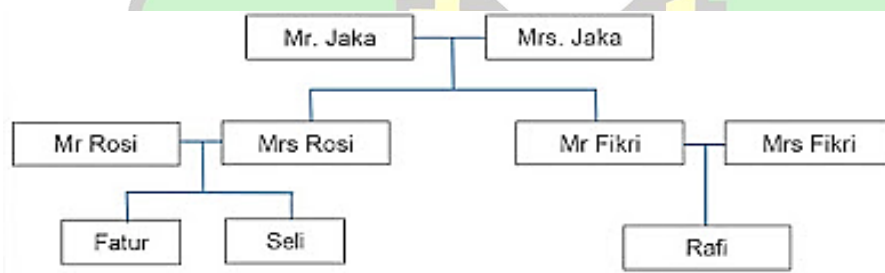 Mr. Jaka
Mrs. Jaka
Mr Rosi
Mrs Rosi
Mr Fikri
Mrs Fikri
Fatur
Seli
Rafi